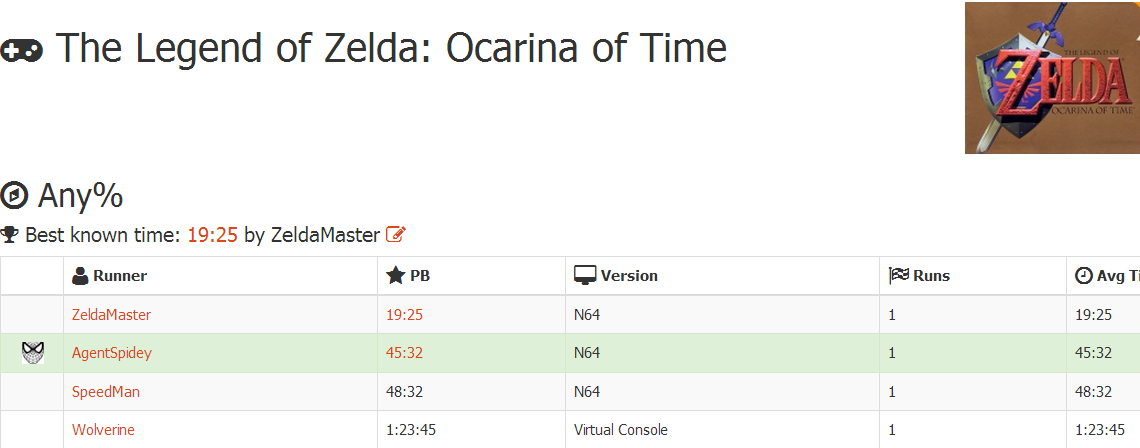 The Legend of Zelda: Ocarina of Time
THE LEGEND OF
ZELDA
OCARINA OF TIME
Any%
Best known time: 19:25 by ZeldaMaster
Runner PB Version Runs Avg Ti
ZeldaMaster 19:25 N64 1 19:25
AgentSpidey 45:32 N64 1 45:32
SpeedMan 48:32 N64 1 48:32
Wolverine 1:23:45 Virtual Console 1 1:23:45